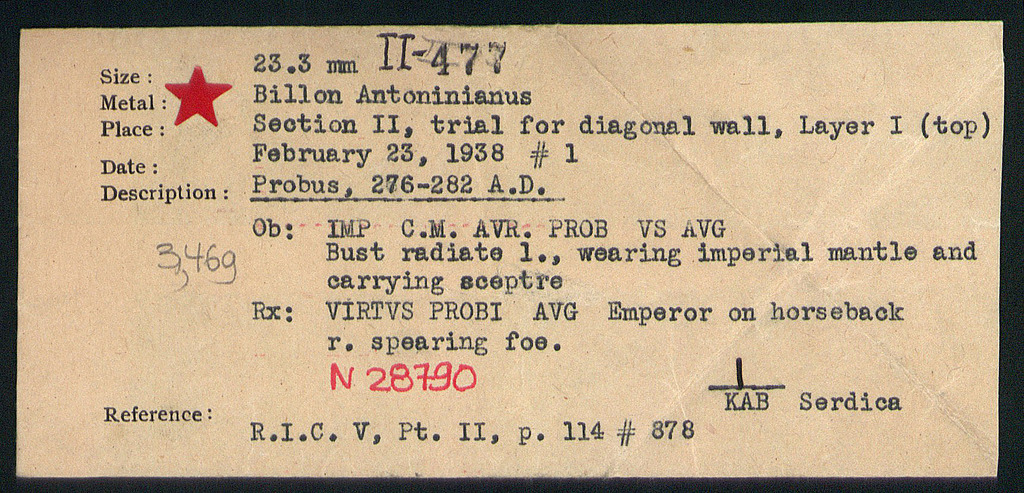 Size : 23.3 mm II-477
Metal : Billon Antoninianus
Place : Section II, trial for diagonal wall, Layer I (top)
Date : February 23, 1938 # 1
Description : Probus, 276-282 A.D.
Ob: IMP C.M. AVR. PROB VS AVG
Bust radiate l., wearing imperial mantle and
3,469
carrying sceptre
Rx: VIRTVS PROBI AVG Emperor on horseback
r. spearing foe.
N 28790
I
KAB Serdica
Reference :
R.I.C. V, Pt. II, p. 114 # 878